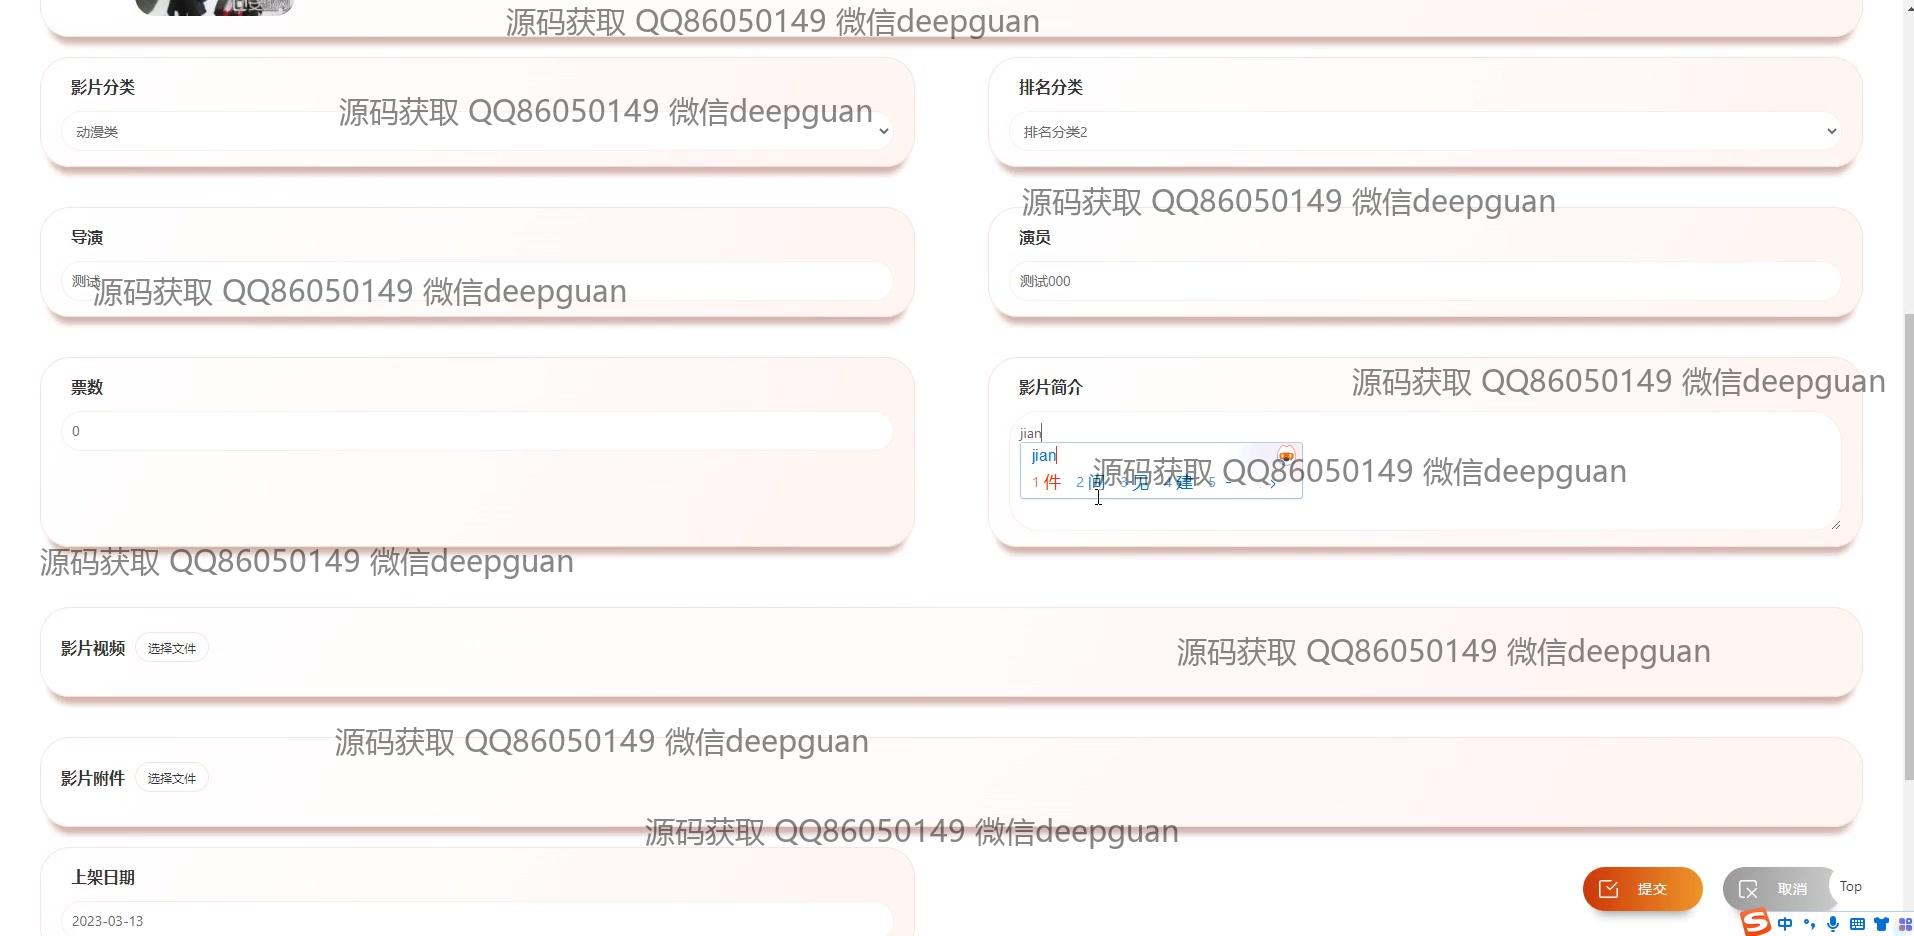 源码获取 QQ86050149 微信deepguan
影片分类
排名分类
源码获取 QQ86050149 微信deepguan
动漫类
排名分类2
源码获取 QQ86050149 微信deepguan
导演
演员
测试
测试000
源码获取 QQ86050149 微信deepguan
票数
影片简介
源码获取 QQ86050149 微信deepguan
0
jian
jian
源码获取 QQ86050149 微信deepguan
1 件 2 间 3 见 4 建 5
源码获取 QQ86050149 微信deepguan
影片视频 选择文件
源码获取 QQ86050149 微信deepguan
源码获取 QQ86050149 微信deepguan
影片附件 选择文件
源码获取 QQ86050149 微信deepguan
上架日期
提交
取消
Top
2023-03-13
中